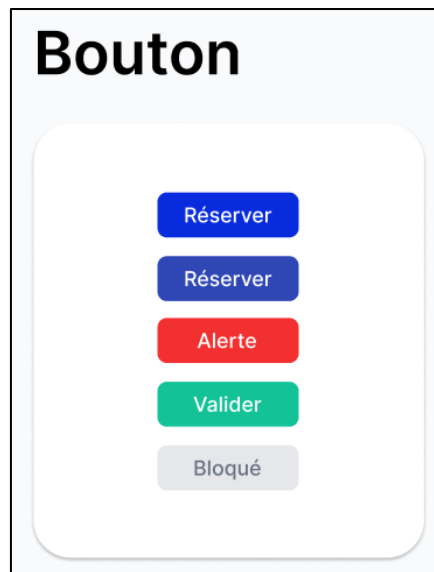 Bouton
Réserver
Réserver
Alerte
Valider
Bloqué